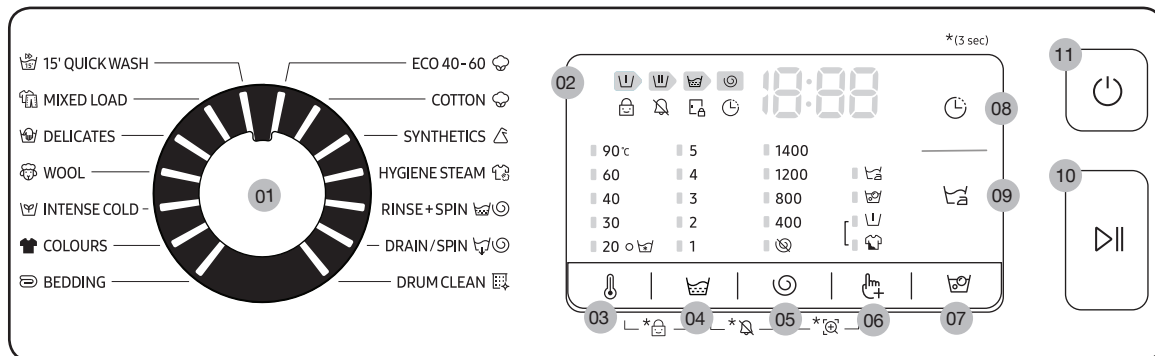 *(3 sec)
11
02
18:88
08
15' QUICK WASH
ECO 40-60
MIXED LOAD
COTTON
DELICATES
SYNTHETICS
WOOL
HYGIENE STEAM
INTENSE COLD
RINSE+SPIN
COLOURS
DRAIN/SPIN
BEDDING
DRUM CLEAN
01
90℃ 5 1400
60 4 1200
40 3 800
30 2 400
20 1
09
10
03 04 05 06 07
* * *